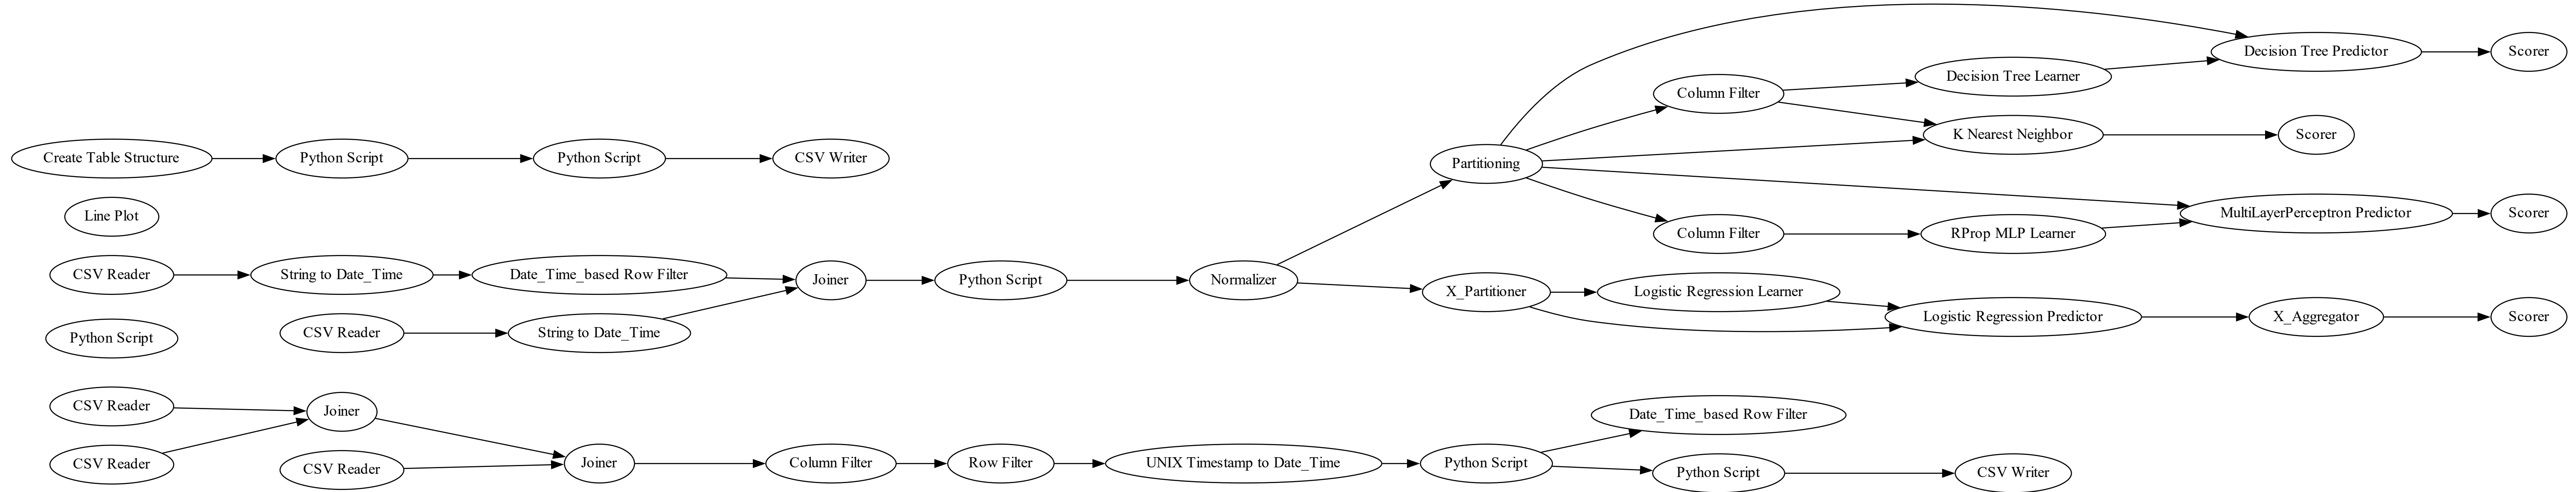 Decision Tree Predictor
Scorer
Decision Tree Learner
Column Filter
K Nearest Neighbor
Scorer
Create Table Structure
Python Script
Python Script
CSV Writer
Partitioning
Line Plot
MultiLayerPerceptron Predictor
Scorer
Column Filter
RProp MLP Learner
CSV Reader
String to Date_Time
Date_Time_based Row Filter
Joiner
Python Script
Normalizer
X_Partitioner
Logistic Regression Learner
Logistic Regression Predictor
X_Aggregator
Scorer
CSV Reader
String to Date_Time
Python Script
CSV Reader
Joiner
Date_Time_based Row Filter
CSV Reader
CSV Reader
Joiner
Column Filter
Row Filter
UNIX Timestamp to Date_Time
Python Script
Python Script
CSV Writer